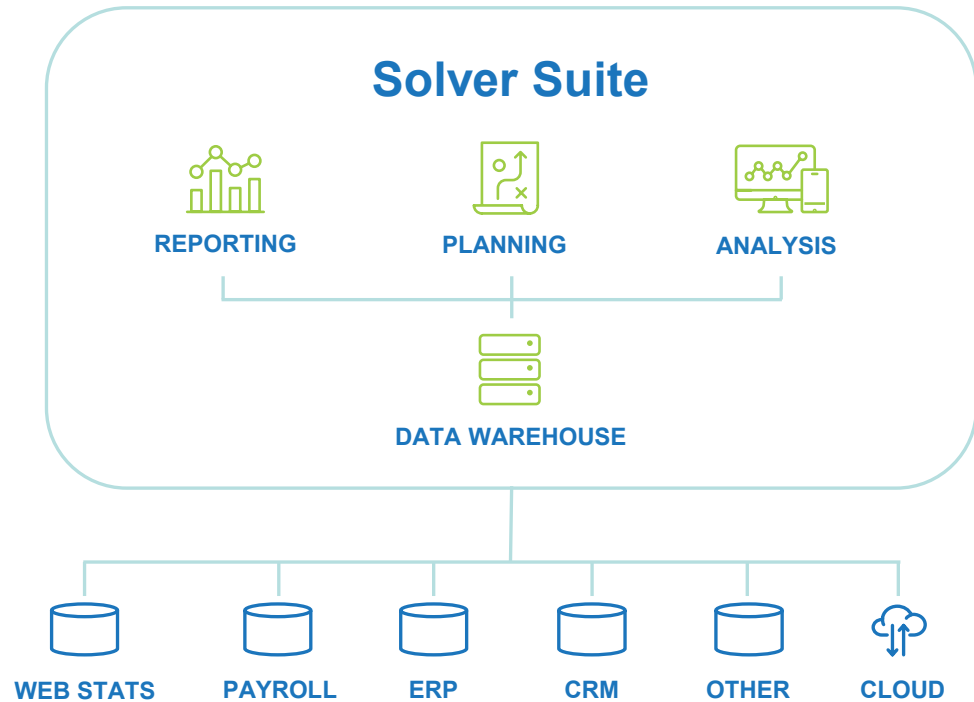 Solver Suite
REPORTING
PLANNING
ANALYSIS
DATA WAREHOUSE
WEB STATS
PAYROLL
ERP
CRM
OTHER
CLOUD